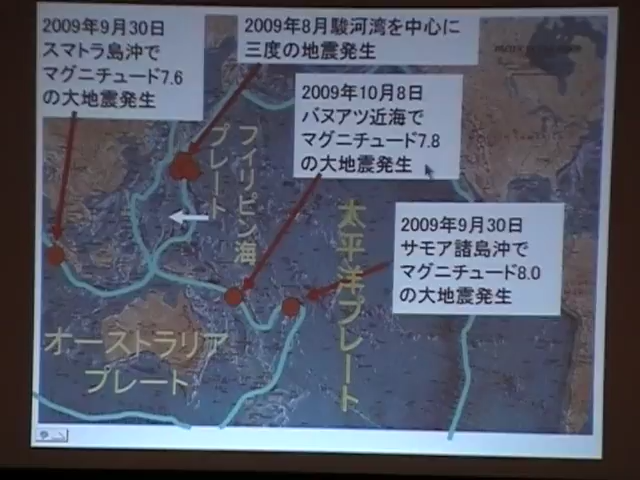 2009年9月30日
スマトラ島沖で
マグニチュード7.6
の大地震発生
2009年8月駿河湾を中心に
三度の地震発生
2009年10月8日
バヌアツ近海で
マグニチュード7.8
の大地震発生
2009年9月30日
サモア諸島沖で
マグニチュード8.0
の大地震発生
フィリピン海
プレート
太平洋プレート
オーストラリア
プレート